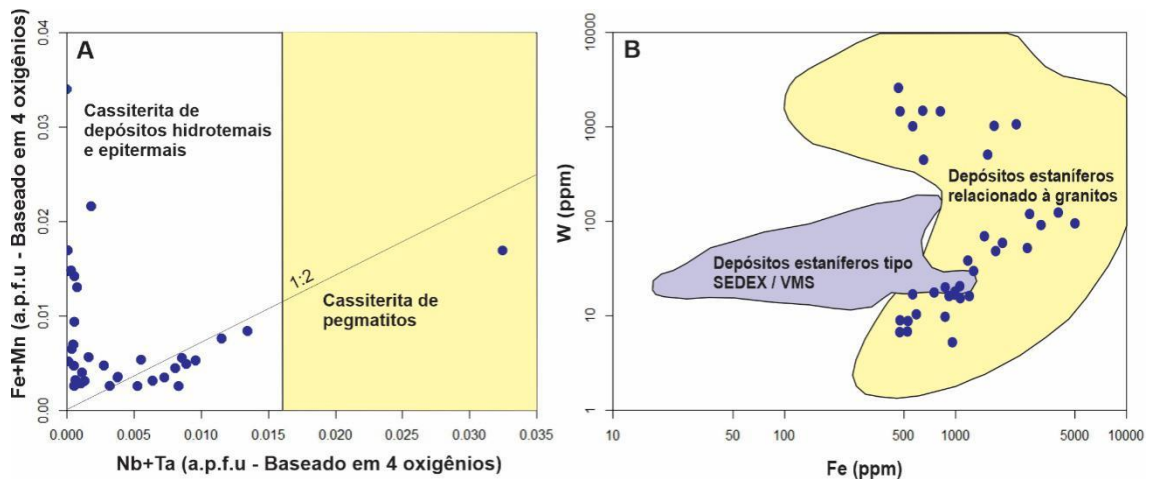 A
Cassiterita de
depósitos hidrotemais
e epitermais
1:2
Cassiterita de
pegmatitos
Fe+Mn (a.p.f.u - Baseado em 4 oxigênios)
0.04
0.03
0.02
0.01
0.00
0.000
0.005
0.010
0.015
0.020
0.025
0.030
0.035
Nb+Ta (a.p.f.u - Baseado em 4 oxigênios)
B
Depósitos estaníferos
relacionado à granitos
Depósitos estaníferos tipo
SEDEX / VMS
W (ppm)
10000
1000
100
10
1
10
50
100
500
1000
5000
10000
Fe (ppm)